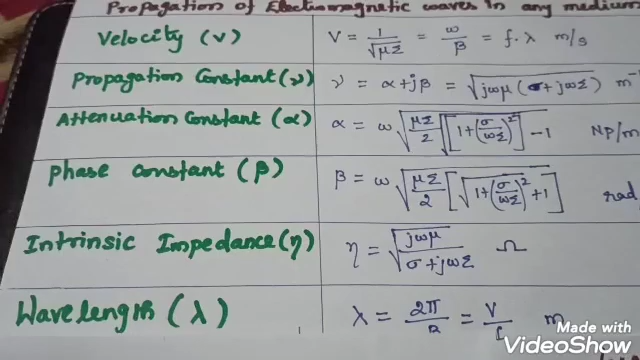 Propagation of Electromagnetic waves in any medium
Velocity (v) V = 1/√με = ω/β = f.λ m/s
Propagation Constant(ν) ν = α+jβ = √jωμ(σ+jωε) m⁻
Attenuation Constant (α) α = ω√(με/2 [√1+(σ/ωε)² −1 Np/m
Phase constant (β) β = ω√(με/2 [√1+(σ/ωε)² +1] rad
Intrinsic Impedance(η) η = √(jωμ/σ+jωε) Ω
Wavelength (λ) λ = 2π/β = V/f m
Made with
VideoShow